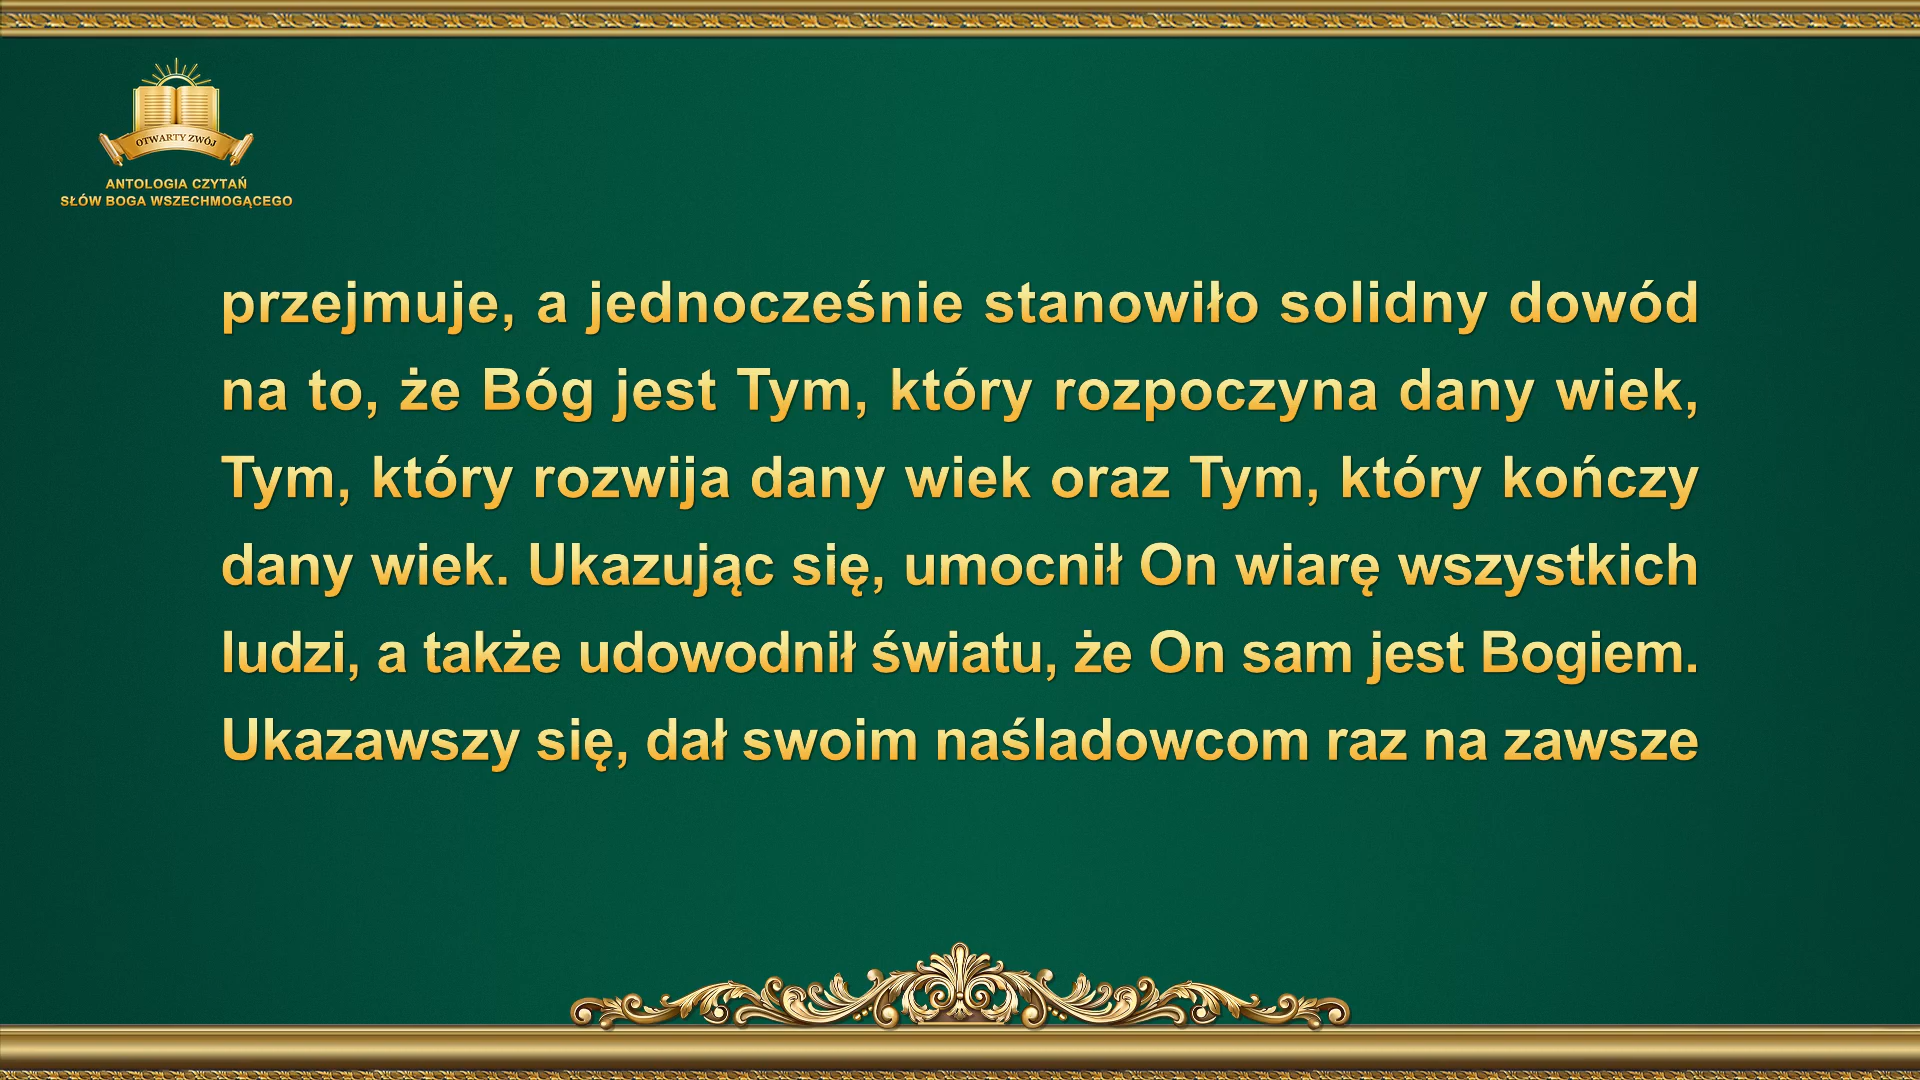 OTWARTY ZWÓJ
ANTOLOGIA CZYTAŃ
SŁÓW BOGA WSZECHMOGĄCEGO
przejmuje, a jednocześnie stanowiło solidny dowód
na to, że Bóg jest Tym, który rozpoczyna dany wiek,
Tym, który rozwija dany wiek oraz Tym, który kończy
dany wiek. Ukazując się, umocnił On wiarę wszystkich
ludzi, a także udowodnił światu, że On sam jest Bogiem.
Ukazawszy się, dał swoim naśladowcom raz na zawsze